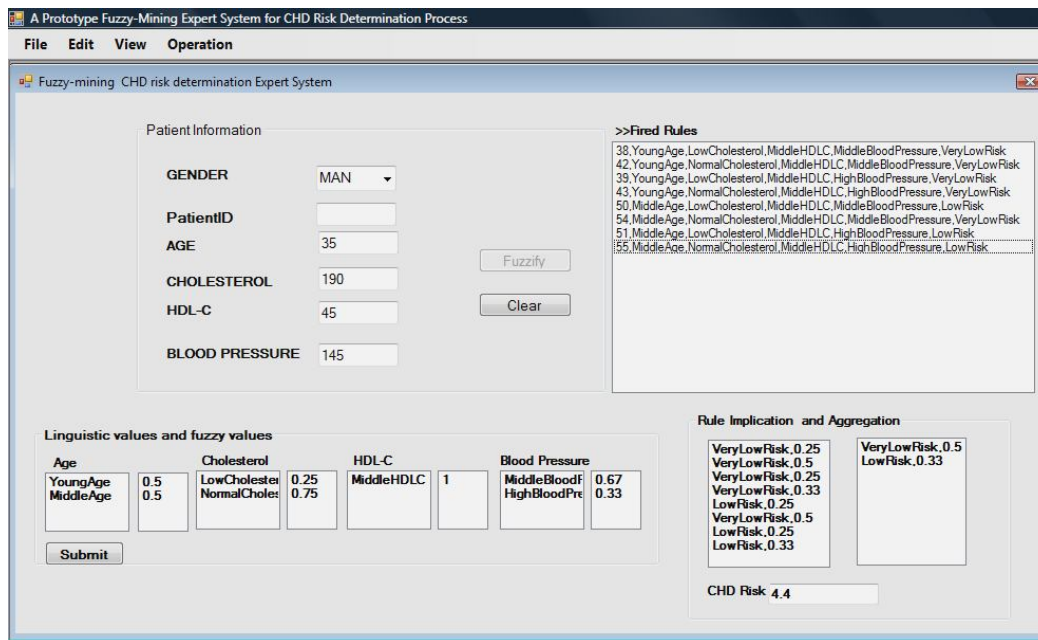 A Prototype Fuzzy-Mining Expert System for CHD Risk Determination Process
File Edit View Operation
Fuzzy-mining CHD risk determination Expert System
Patient Information
GENDER MAN
PatientID
AGE 35
CHOLESTEROL 190
HDL-C 45
BLOOD PRESSURE 145
Fuzzify
Clear
>>Fired Rules
38,YoungAge,LowCholesterol,MiddleHDLC,MiddleBloodPressure,VeryLowRisk
42,YoungAge,NormalCholesterol,MiddleHDLC,MiddleBloodPressure,VeryLowRisk
39,YoungAge,LowCholesterol,MiddleHDLC,HighBloodPressure,VeryLowRisk
43,YoungAge,NormalCholesterol,MiddleHDLC,HighBloodPressure,VeryLowRisk
50,MiddleAge,LowCholesterol,MiddleHDLC,MiddleBloodPressure,LowRisk
54,MiddleAge,NormalCholesterol,MiddleHDLC,MiddleBloodPressure,VeryLowRisk
51,MiddleAge,LowCholesterol,MiddleHDLC,HighBloodPressure,LowRisk
55,MiddleAge,NormalCholesterol,MiddleHDLC,HighBloodPressure,LowRisk
Linguistic values and fuzzy values
Age
YoungAge 0.5
MiddleAge 0.5
Cholesterol
LowCholester 0.25
NormalCholes 0.75
HDL-C
MiddleHDLC 1
Blood Pressure
MiddleBloodF 0.67
HighBloodPre 0.33
Submit
Rule Implication and Aggregation
VeryLowRisk,0.25
VeryLowRisk,0.5
VeryLowRisk,0.25
VeryLowRisk,0.33
LowRisk,0.25
VeryLowRisk,0.5
LowRisk,0.25
LowRisk,0.33
VeryLowRisk,0.5
LowRisk,0.33
CHD Risk 4.4